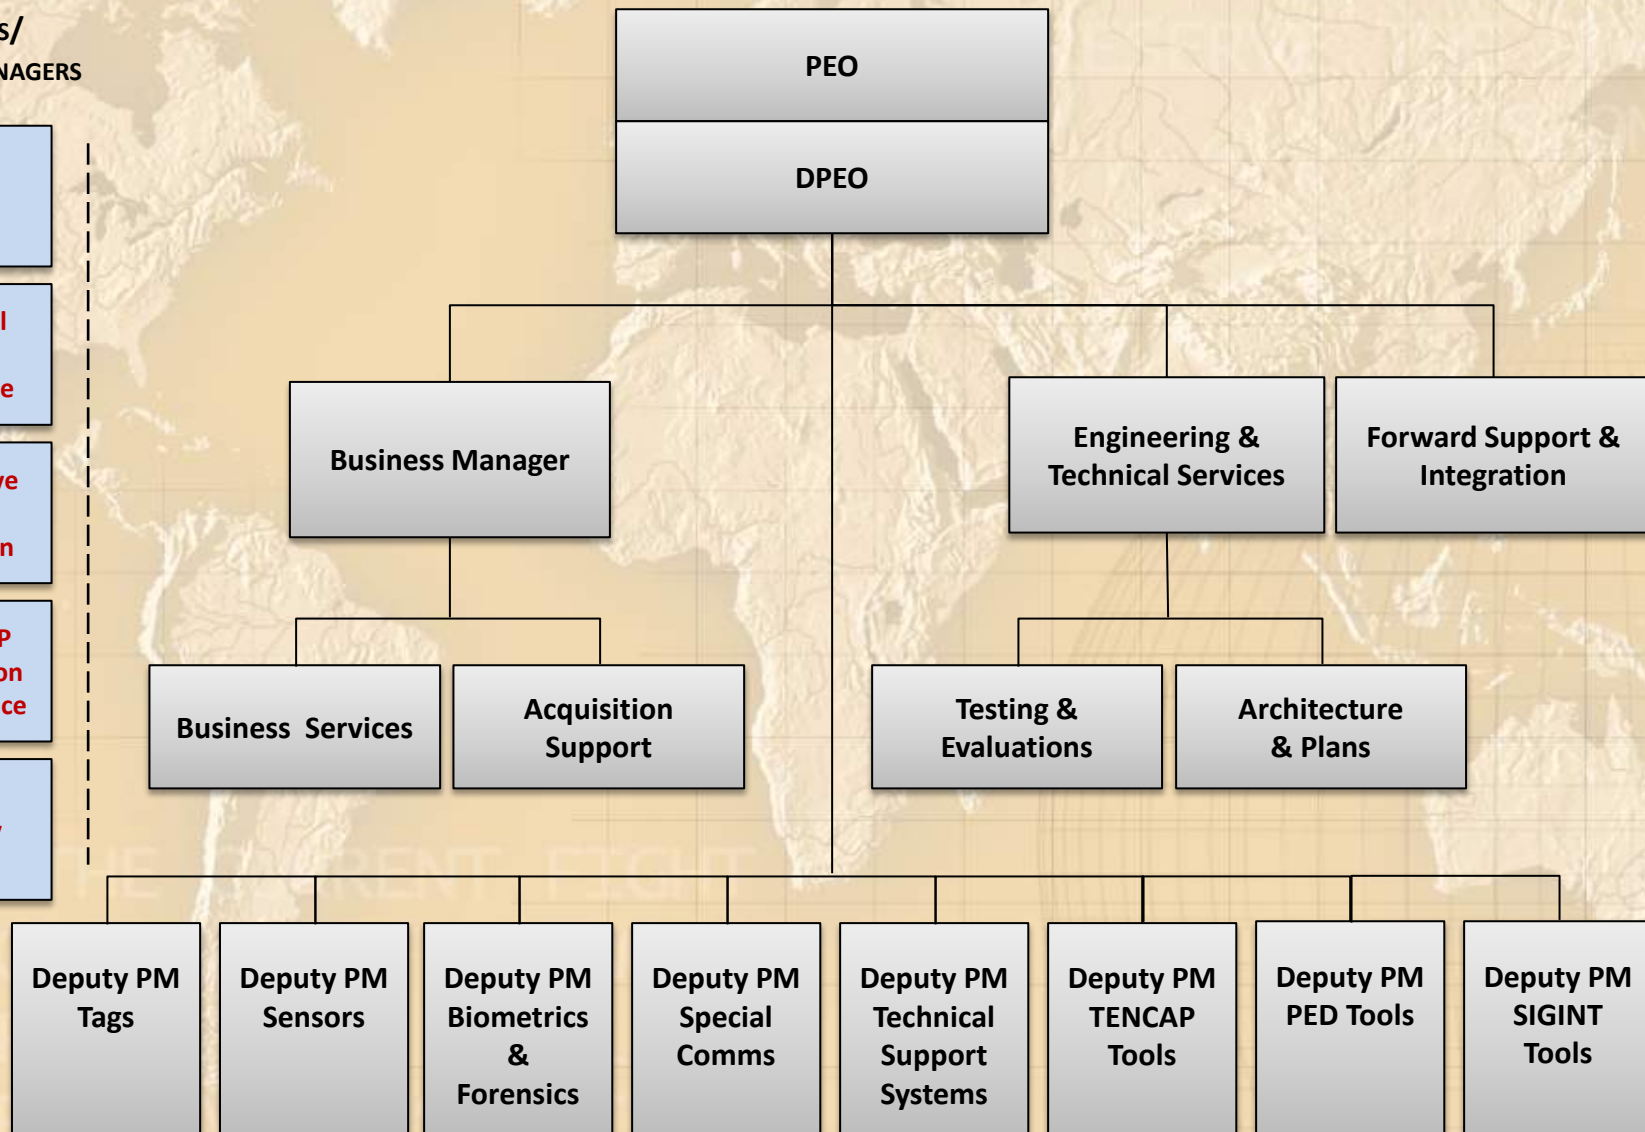 PEO
DPEO
Business Manager
Engineering &
Technical Services
Forward Support &
Integration
Business  Services
Acquisition
Support
Testing &
Evaluations
Architecture
& Plans
Deputy PM
Tags
Deputy PM
Sensors
Deputy PM
Biometrics
&
Forensics
Deputy PM
Special
Comms
Deputy PM
Technical
Support
Systems
Deputy PM
TENCAP
Tools
Deputy PM
PED Tools
Deputy PM
SIGINT
Tools